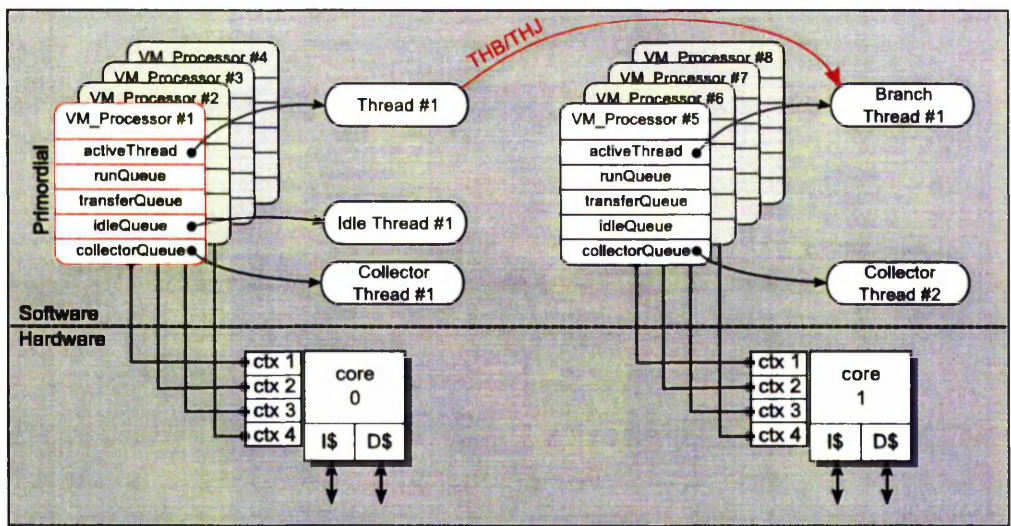 VM_Processor #4
VM_Processor #3
VM_Processor #2
VM_Processor #1
activeThread
runQueue
transferQueue
idleQueue
collectorQueue
Primordial
Thread #1
Idle Thread #1
Collector
Thread #1
THB/THJ
VM_Processor #8
VM_Processor #7
VM_Processor #6
VM_Processor #5
activeThread
runQueue
transferQueue
idleQueue
collectorQueue
Branch
Thread #1
Collector
Thread #2
Software
Hardware
ctx 1
ctx 2
ctx 3
ctx 4
core
0
I$
D$
ctx 1
ctx 2
ctx 3
ctx 4
core
1
I$
D$